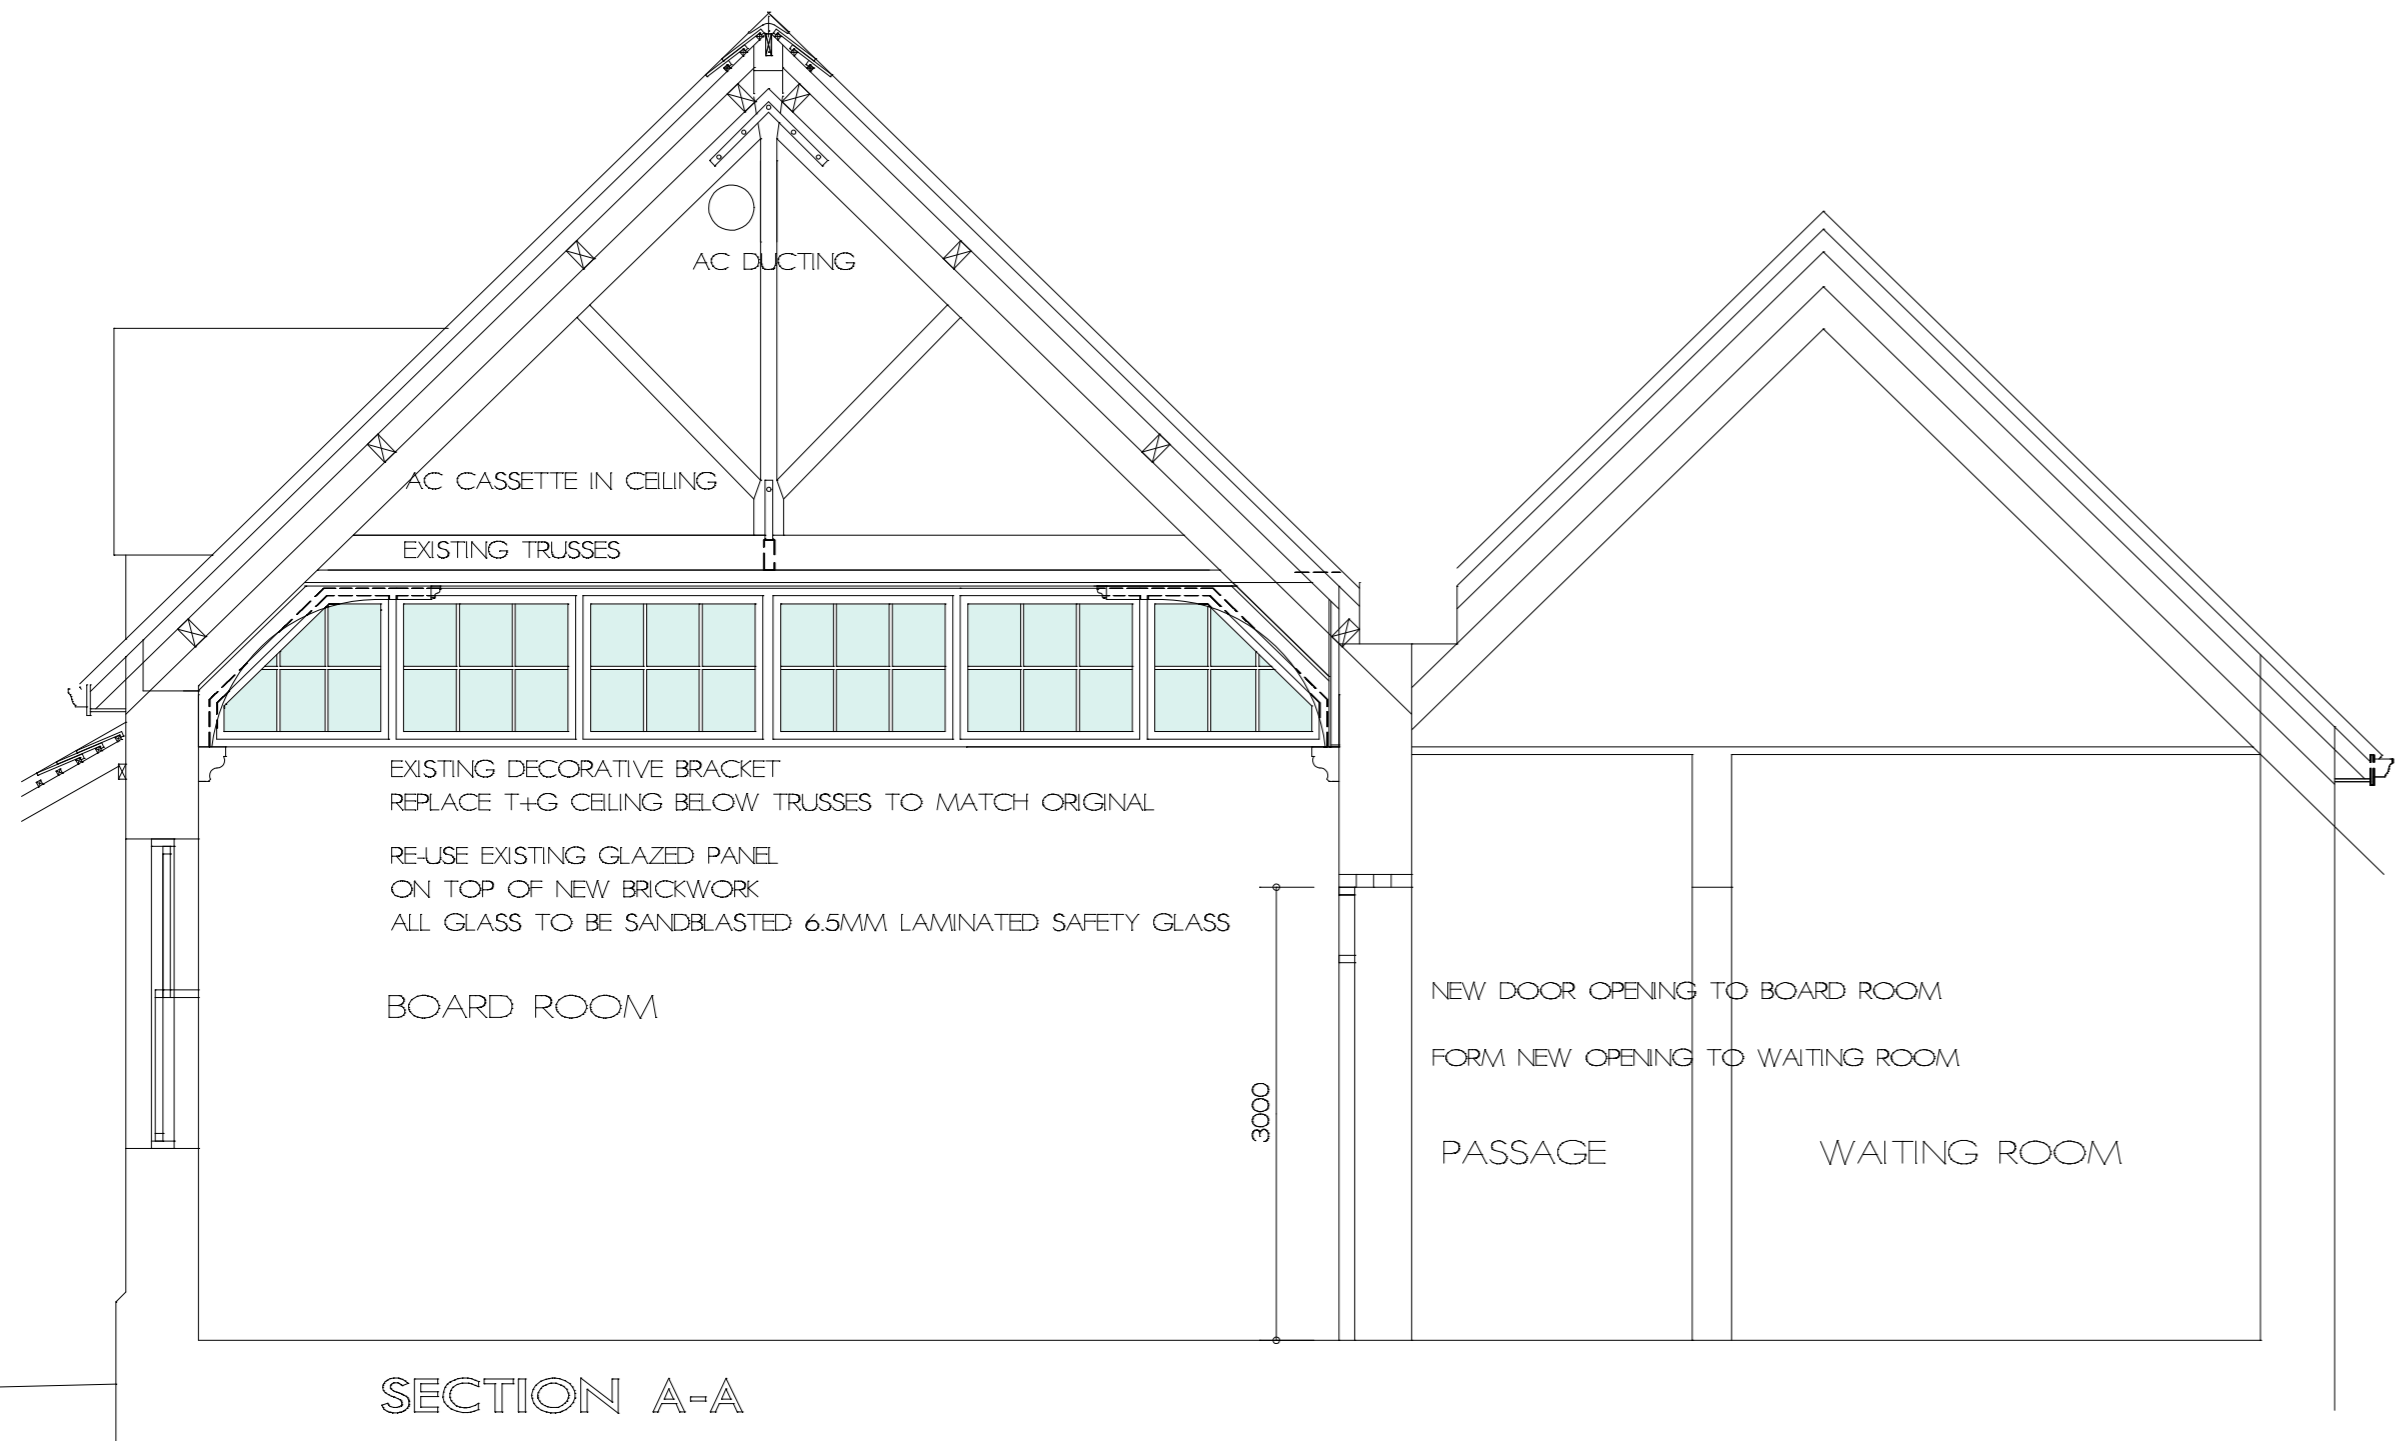 AC DUCTING
AC CASSETTE IN CEILING
EXISTING TRUSSES
EXISTING DECORATIVE BRACKET
REPLACE T+G CEILING BELOW TRUSSES TO MATCH ORIGINAL
RE-USE EXISTING GLAZED PANEL
ON TOP OF NEW BRICKWORK
ALL GLASS TO BE SANDBLASTED 6.5MM LAMINATED SAFETY GLASS
BOARD ROOM
3000
NEW DOOR OPENING TO BOARD ROOM
FORM NEW OPENING TO WAITING ROOM
PASSAGE
WAITING ROOM
SECTION A-A